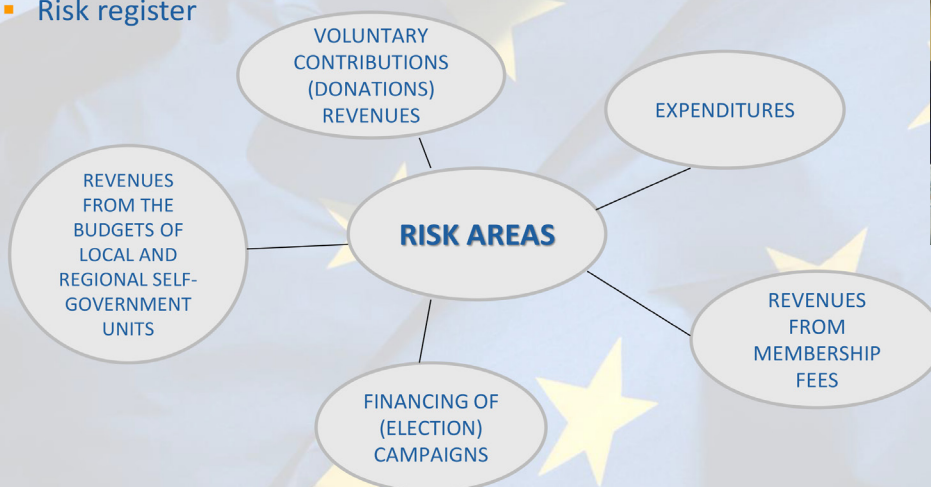 ▪ Risk register
VOLUNTARY
CONTRIBUTIONS
(DONATIONS)
REVENUES
EXPENDITURES
REVENUES
FROM THE
BUDGETS OF
LOCAL AND
REGIONAL SELF-
GOVERNMENT
UNITS
RISK AREAS
REVENUES
FROM
MEMBERSHIP
FEES
FINANCING OF
(ELECTION)
CAMPAIGNS